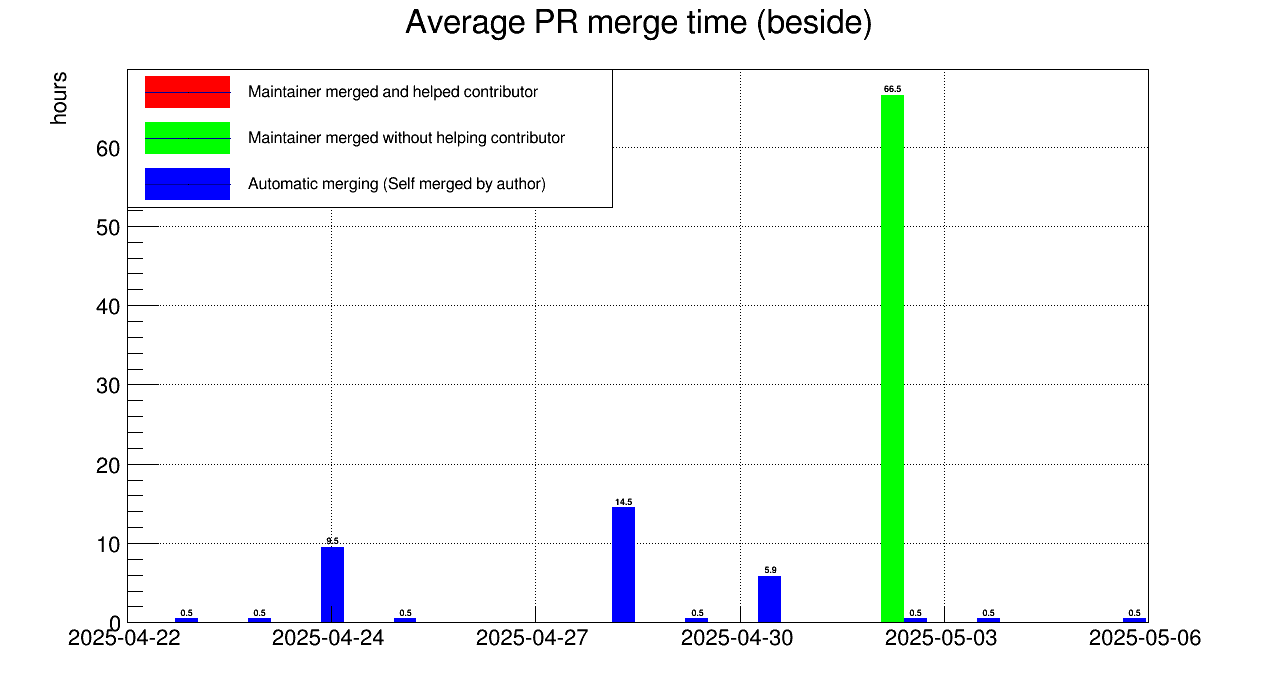 Average PR merge time (beside)
hours
Maintainer merged and helped contributor
Maintainer merged without helping contributor
Automatic merging (Self merged by author)
66.5
60
50
40
30
20
14.5
10
9.5
5.9
0.5 0.5 0.5 0.5 0.5 0.5 0.5
0
2025-04-22 2025-04-24 2025-04-27 2025-04-30 2025-05-03 2025-05-06